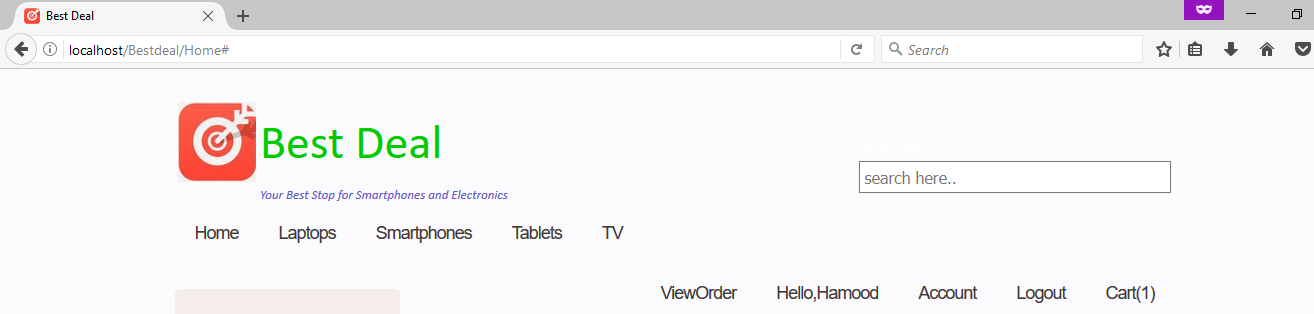 Best Deal
localhost/Bestdeal/Home#
Search
Best Deal
Your Best Stop for Smartphones and Electronics
search here..
Home Laptops Smartphones Tablets TV
ViewOrder Hello,Hamood Account Logout Cart(1)